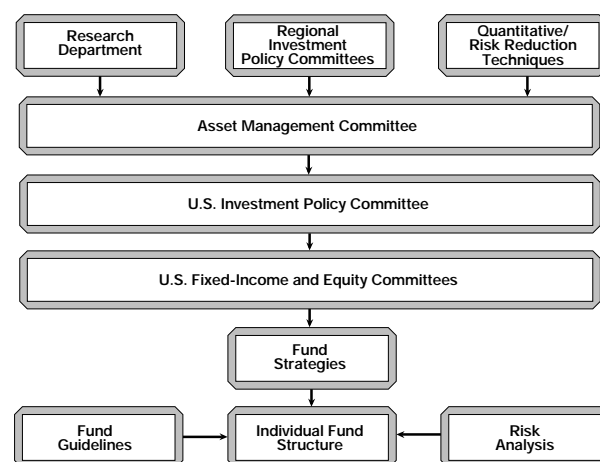 Research
Department
Regional
Investment
Policy Committees
Quantitative/
Risk Reduction
Techniques
Asset Management Committee
U.S. Investment Policy Committee
U.S. Fixed-Income and Equity Committees
Fund
Strategies
Fund
Guidelines
Individual Fund
Structure
Risk
Analysis